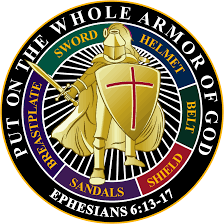 PUT ON THE WHOLE ARMOR OF GOD
SWORD
HELMET
BREASTPLATE
BELT
SANDALS
SHIELD
EPHESIANS 6:13-17